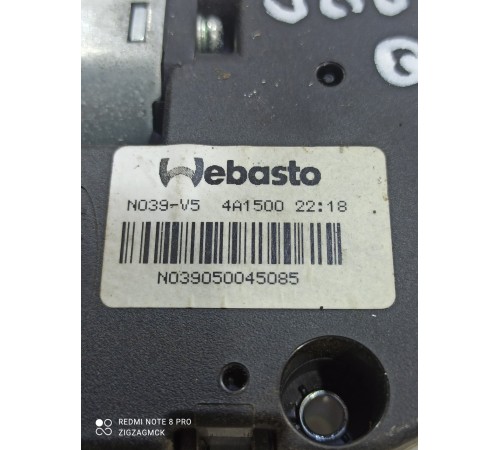 Webasto
N039-V5 4A1500 22:18
N039050045085
REDMI NOTE 8 PRO
ZIGZAGMCK